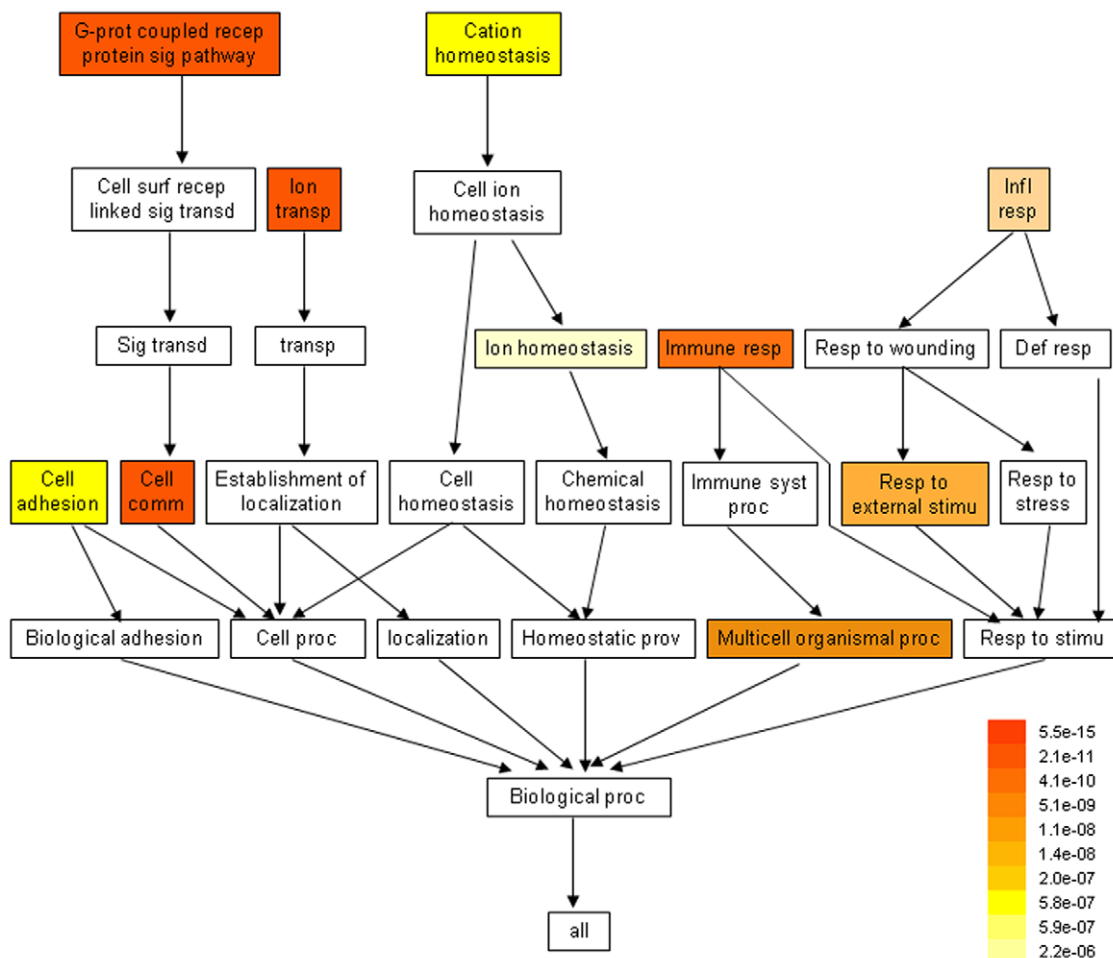 G-prot coupled recep
protein sig pathway
Cation
homeostasis
Cell surf recep
linked sig transd
Ion
transp
Cell ion
homeostasis
Infl
resp
Sig transd
transp
Ion homeostasis
Immune resp
Resp to wounding
Def resp
Cell
adhesion
Cell
comm
Establishment of
localization
Cell
homeostasis
Chemical
homeostasis
Immune syst
proc
Resp to
external stimu
Resp to
stress
Biological adhesion
Cell proc
localization
Homeostatic prov
Multicell organismal proc
Resp to stimu
Biological proc
all
5.5e-15
2.1e-11
4.1e-10
5.1e-09
1.1e-08
1.4e-08
2.0e-07
5.8e-07
5.9e-07
2.2e-06